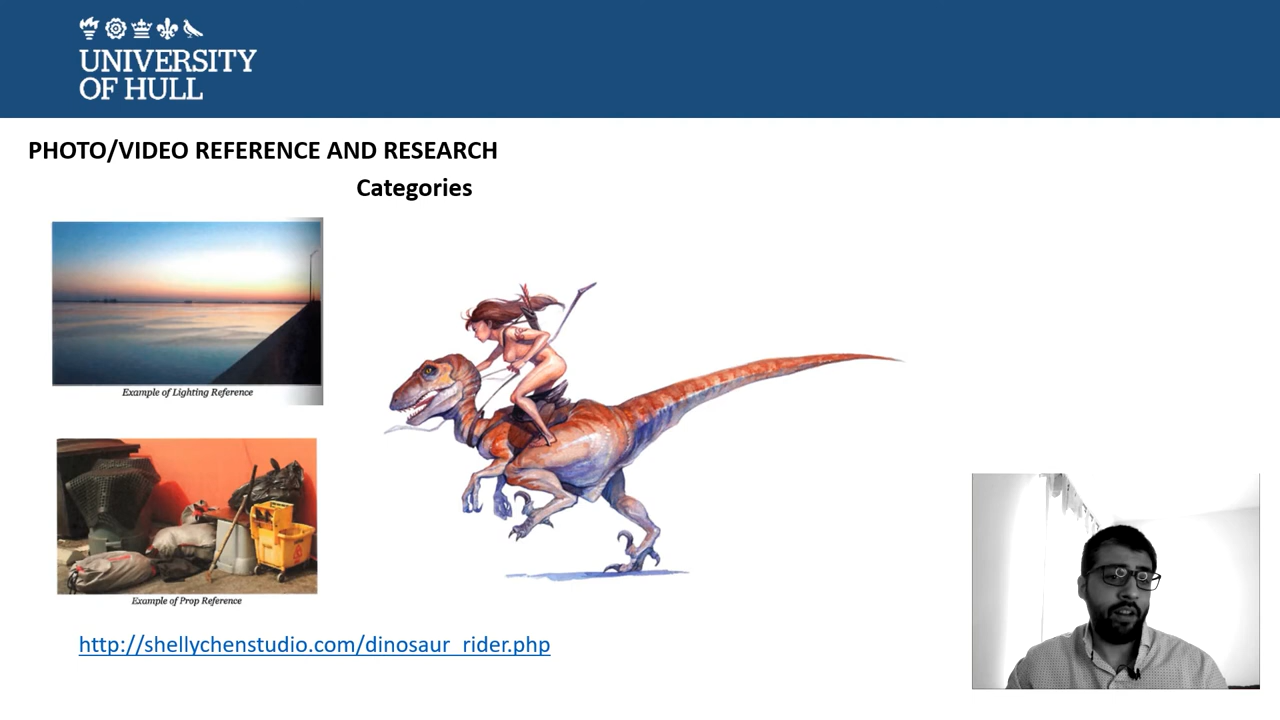 UNIVERSITY
OF HULL
PHOTO/VIDEO REFERENCE AND RESEARCH
Categories
Example of Lighting Reference
Example of Prop Reference
http://shellychenstudio.com/dinosaur_rider.php